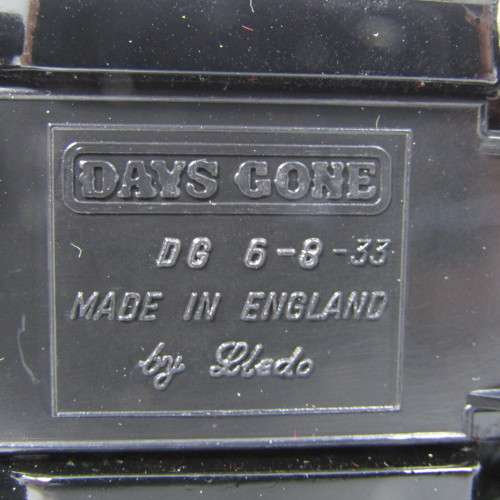 DAYS GONE
DG 6-8-33
MADE IN ENGLAND
by Lledo